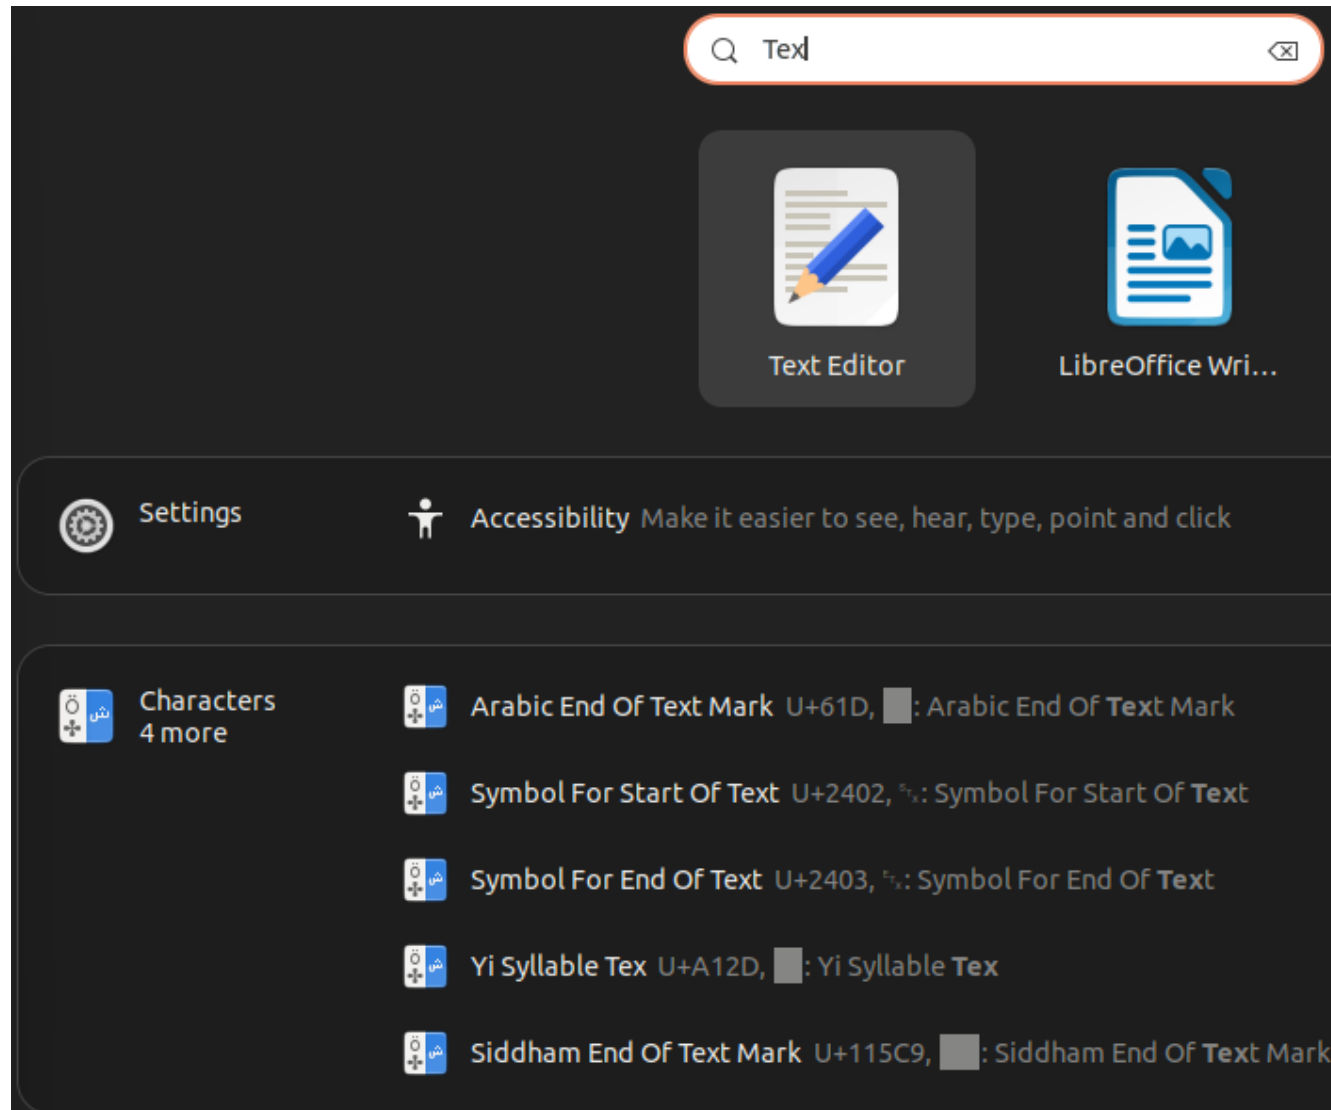 Tex
Text Editor
LibreOffice Wri...
Settings
Accessibility Make it easier to see, hear, type, point and click
Characters
4 more
Arabic End Of Text Mark U+61D, : Arabic End Of Text Mark
Symbol For Start Of Text U+2402, ␂: Symbol For Start Of Text
Symbol For End Of Text U+2403, ␃: Symbol For End Of Text
Yi Syllable Tex U+A12D, : Yi Syllable Tex
Siddham End Of Text Mark U+115C9, : Siddham End Of Text Mark